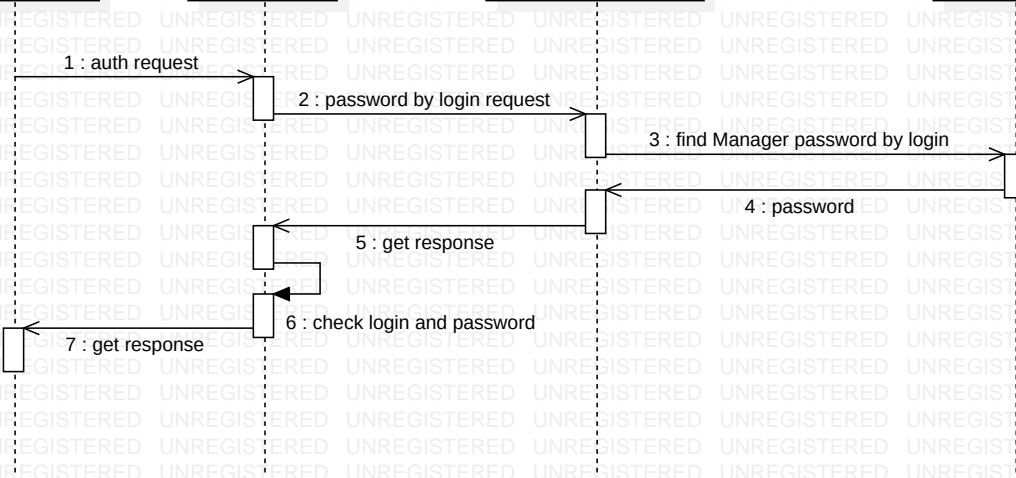 1 : auth request
2 : password by login request
3 : find Manager password by login
4 : password
5 : get response
6 : check login and password
7 : get response
UNREGISTERED